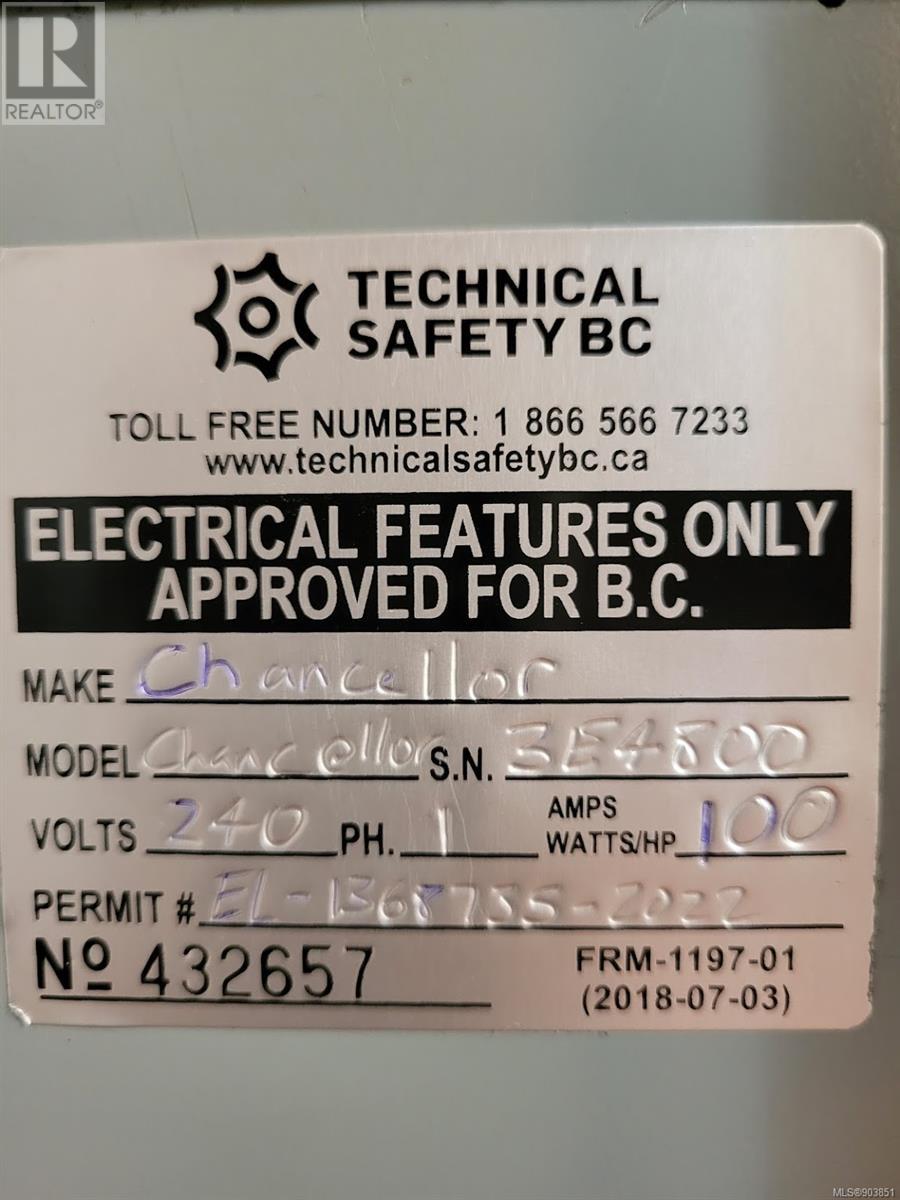 REALTOR®
TECHNICAL
SAFETY BC
TOLL FREE NUMBER: 1 866 566 7233
www.technicalsafetybc.ca
ELECTRICAL FEATURES ONLY
APPROVED FOR B.C.
MAKE Chancellor
MODEL Chancellor S.N. 3E4800
VOLTS 240 PH. 1 AMPS WATTS/HP 100
PERMIT # EL-1368735-2022
Nº 432657
FRM-1197-01
(2018-07-03)
MLS®903851